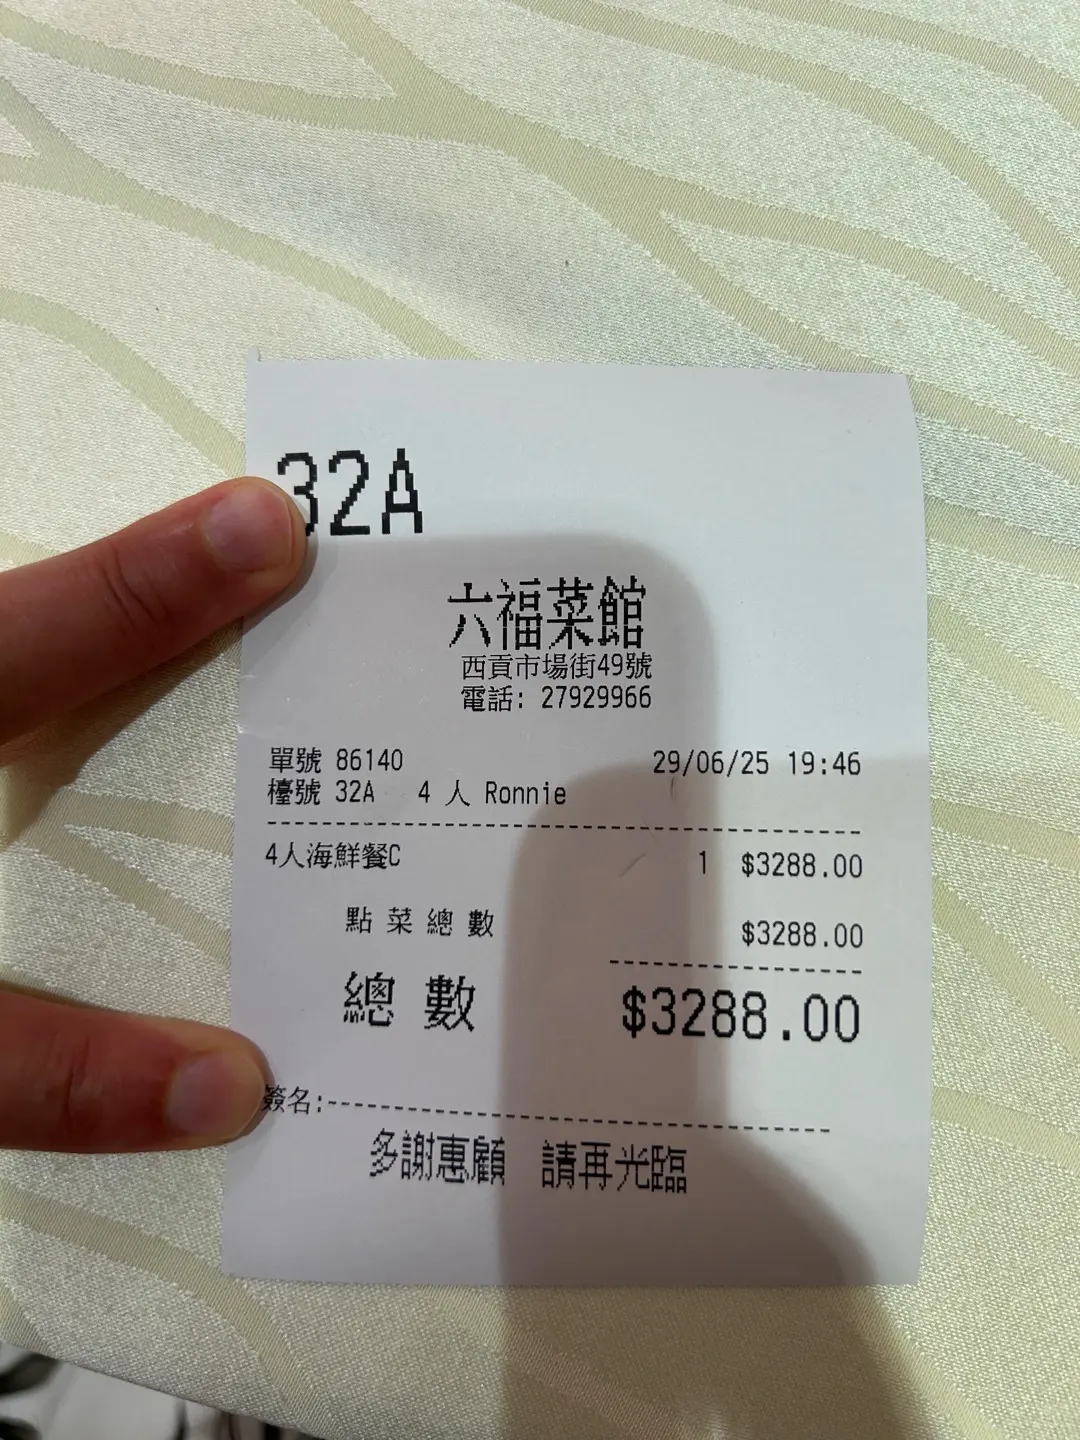 32A
六福菜館
西貢市場街49號
電話: 27929966
單號 86140 29/06/25 19:46
檯號 32A 4 人 Ronnie
4人海鮮餐C 1 $3288.00
點菜總數 $3288.00
總數 $3288.00
簽名:
多謝惠顧 請再光臨